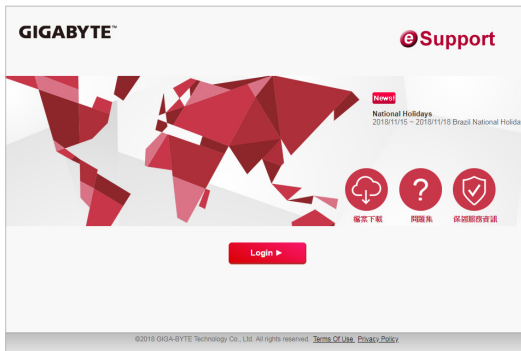 GIGABYTE™
eSupport
News!
National Holidays
2018/11/15 ~ 2018/11/18 Brazil National Holida
檔案下載
問題集
保固服務資訊
Login ►
©2018 GIGA-BYTE Technology Co., Ltd. All rights reserved. Terms Of Use Privacy Policy